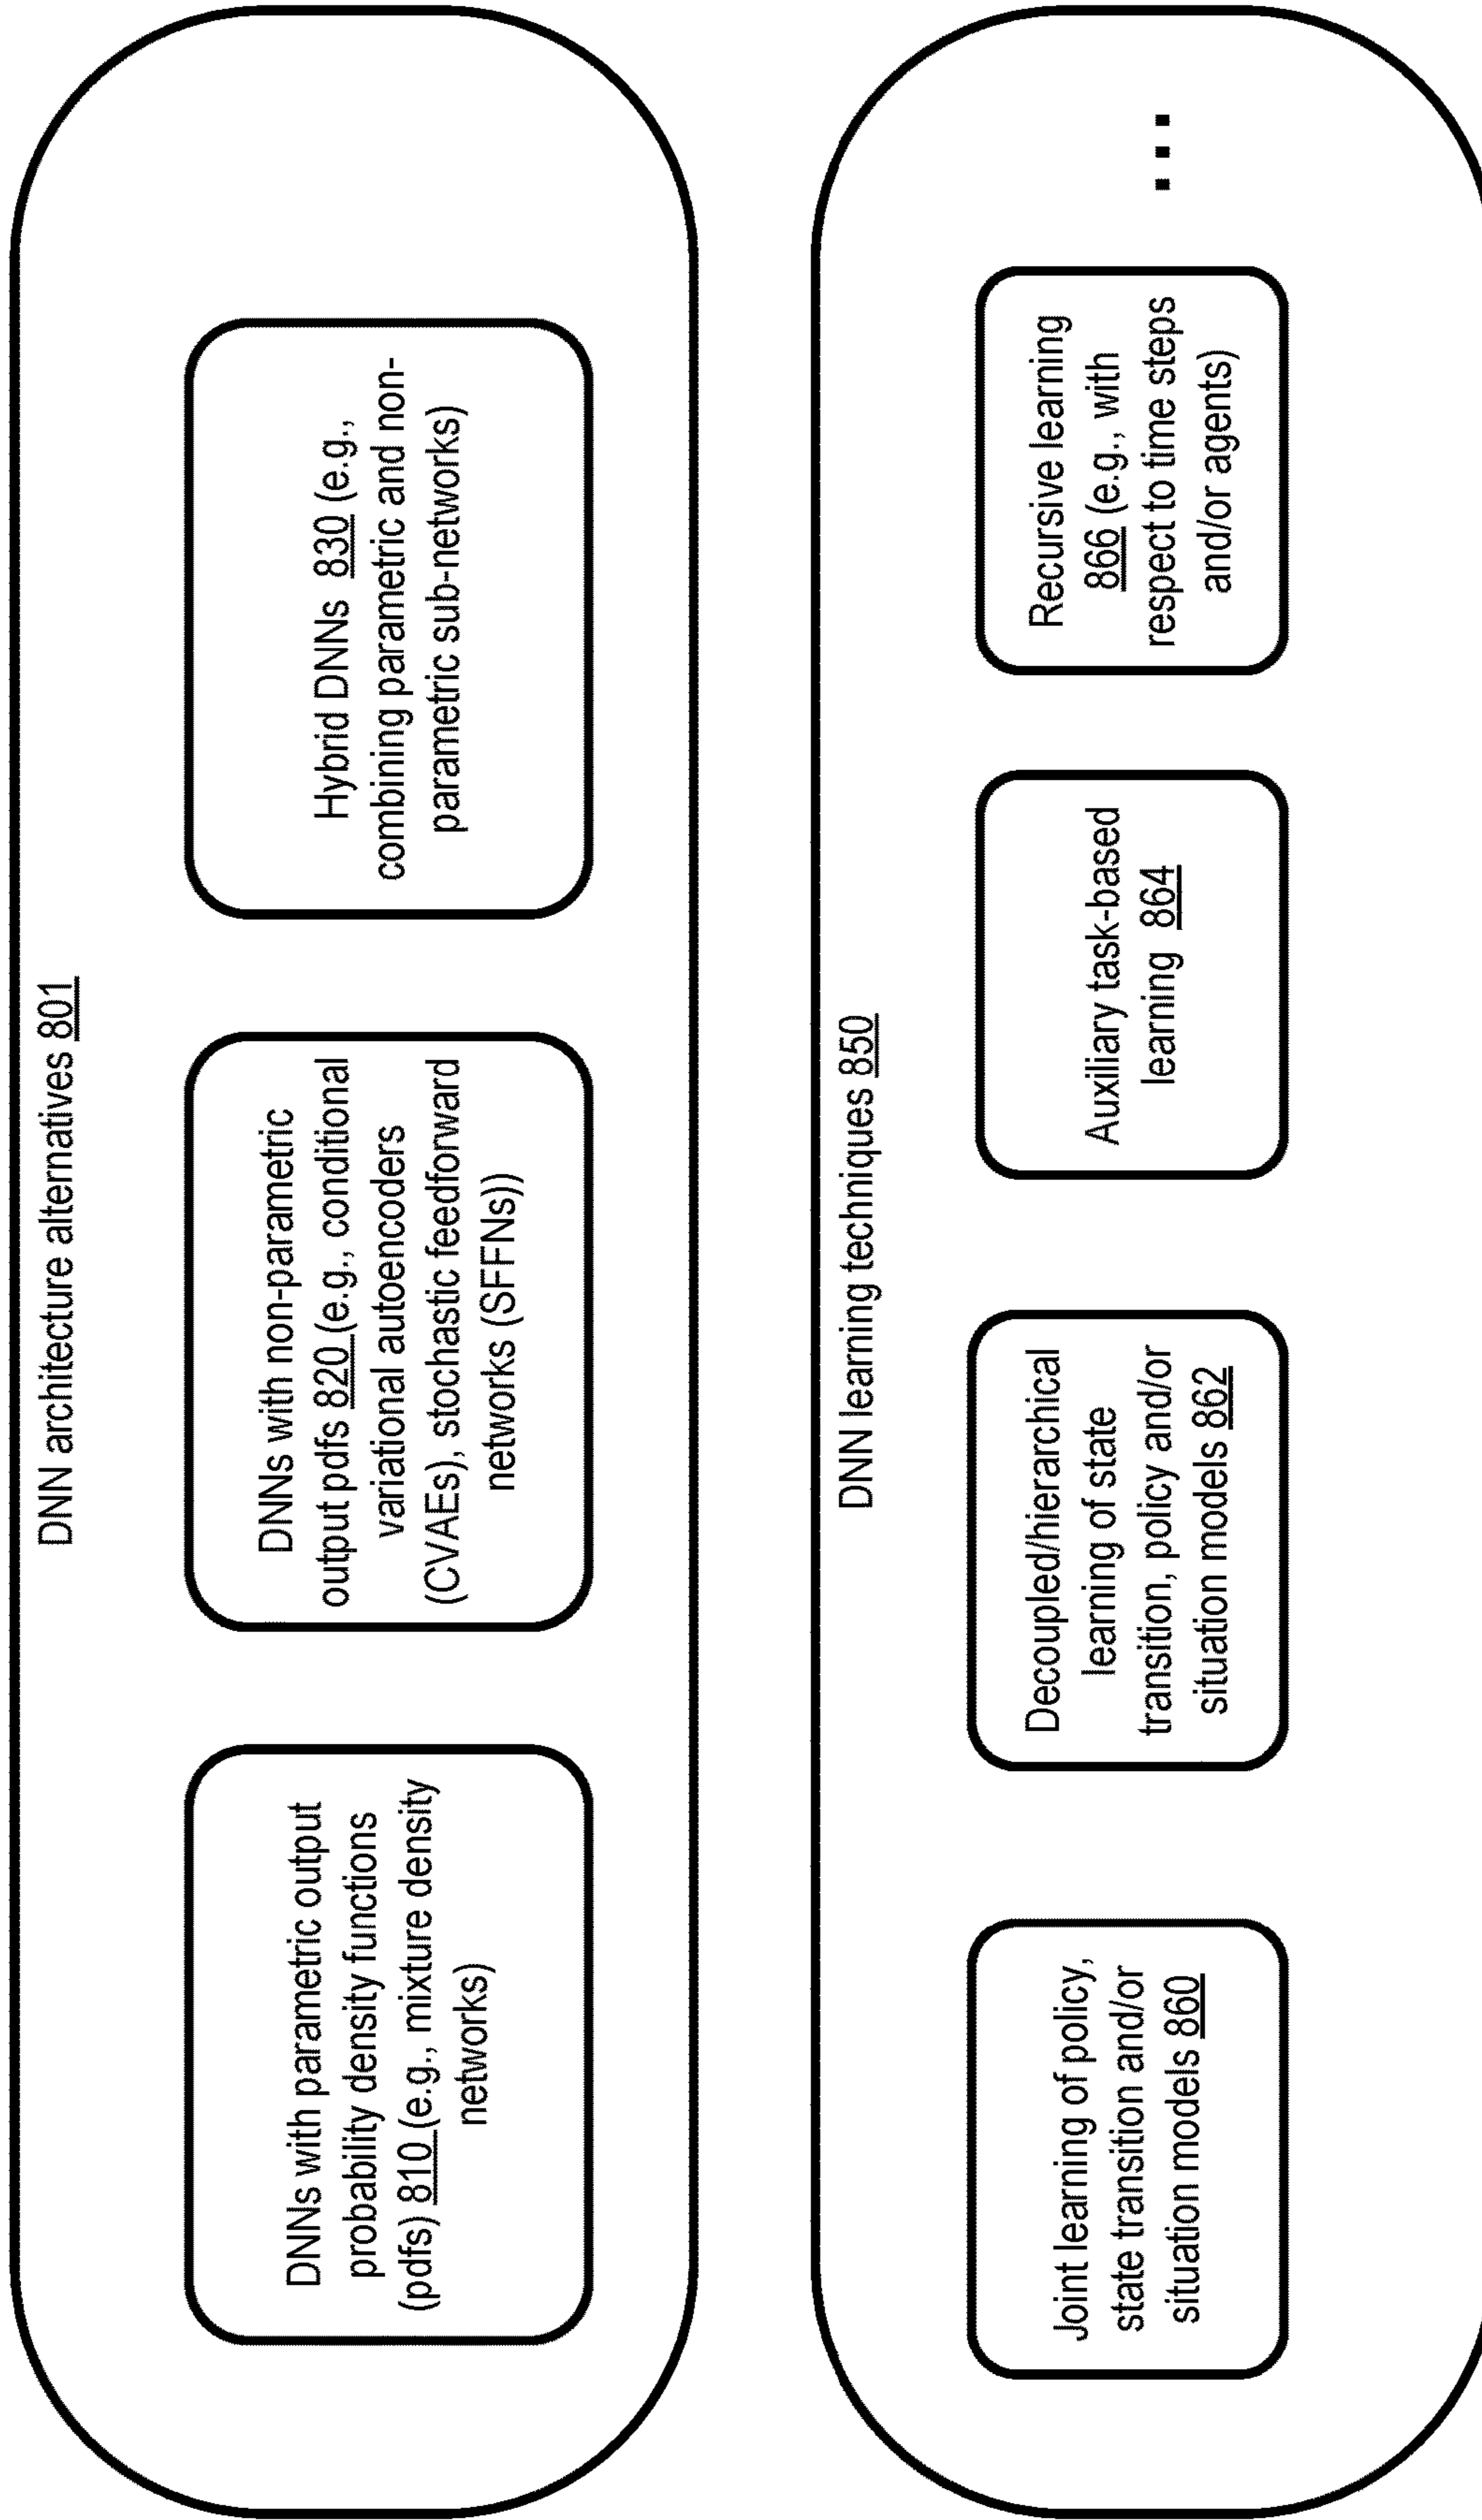 DNN architecture alternatives 801
DNNs with parametric output
probability density functions
(pdfs) 810 (e.g., mixture density
networks)
DNNs with non-parametric
output pdfs 820 (e.g., conditional
variational autoencoders
(CVAEs), stochastic feedforward
networks (SFFNs))
Hybrid DNNs 830 (e.g.,
combining parametric and non-
parametric sub-networks)
DNN learning techniques 850
Joint learning of policy,
state transition and/or
situation models 860
Decoupled/hierarchical
learning of state
transition, policy and/or
situation models 862
Auxiliary task-based
learning 864
Recursive learning
866 (e.g., with
respect to time steps
and/or agents)
...